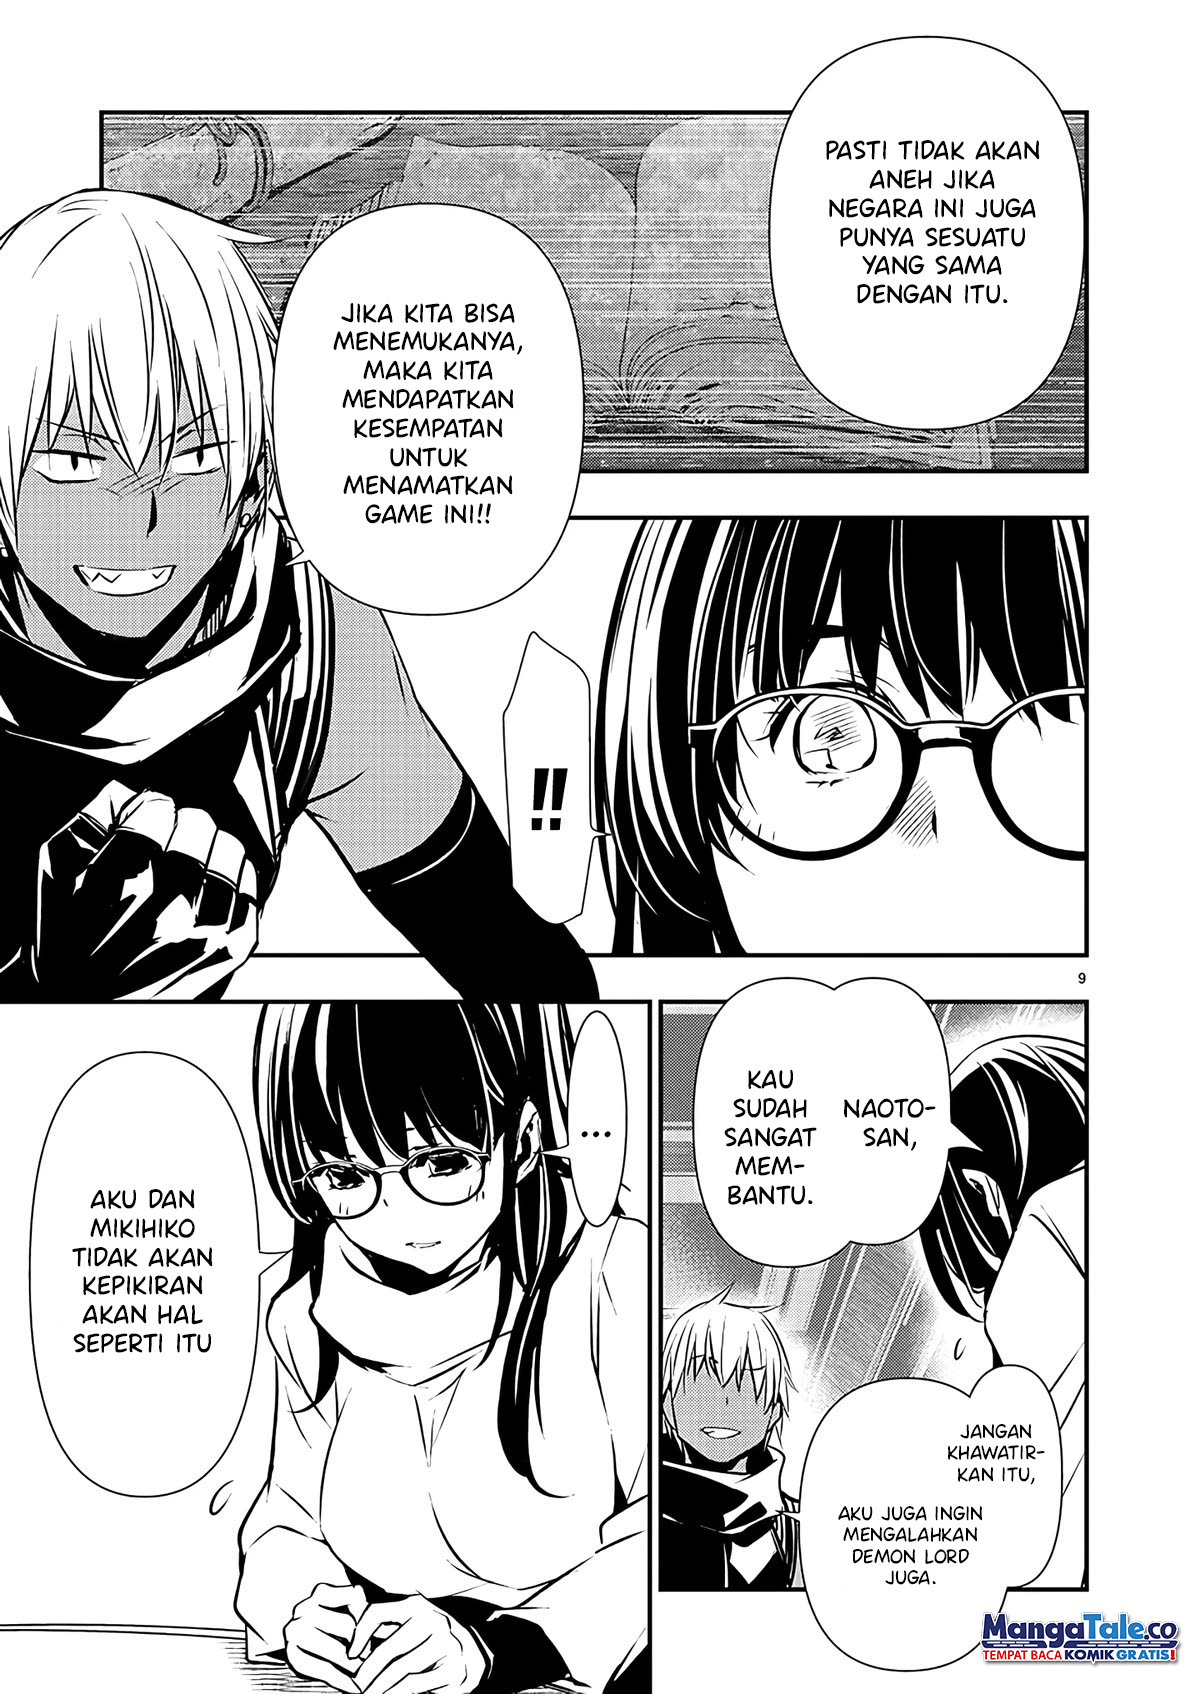 PASTI TIDAK AKAN
ANEH JIKA
NEGARA INI JUGA
PUNYA SESUATU
YANG SAMA
DENGAN ITU.
JIKA KITA BISA
MENEMUKANYA,
MAKA KITA
MENDAPATKAN
KESEMPATAN
UNTUK
MENAMATKAN
GAME INI!!
!!
9
NAOTO-
SAN,
KAU
SUDAH
SANGAT
MEM-
BANTU.
JANGAN
KHAWATIR-
KAN ITU,
AKU JUGA INGIN
MENGALAHKAN
DEMON LORD
JUGA.
...
AKU DAN
MIKIHIKO
TIDAK AKAN
KEPIKIRAN
AKAN HAL
SEPERTI ITU
MangaTale.co
TEMPAT BACA KOMIK GRATIS!